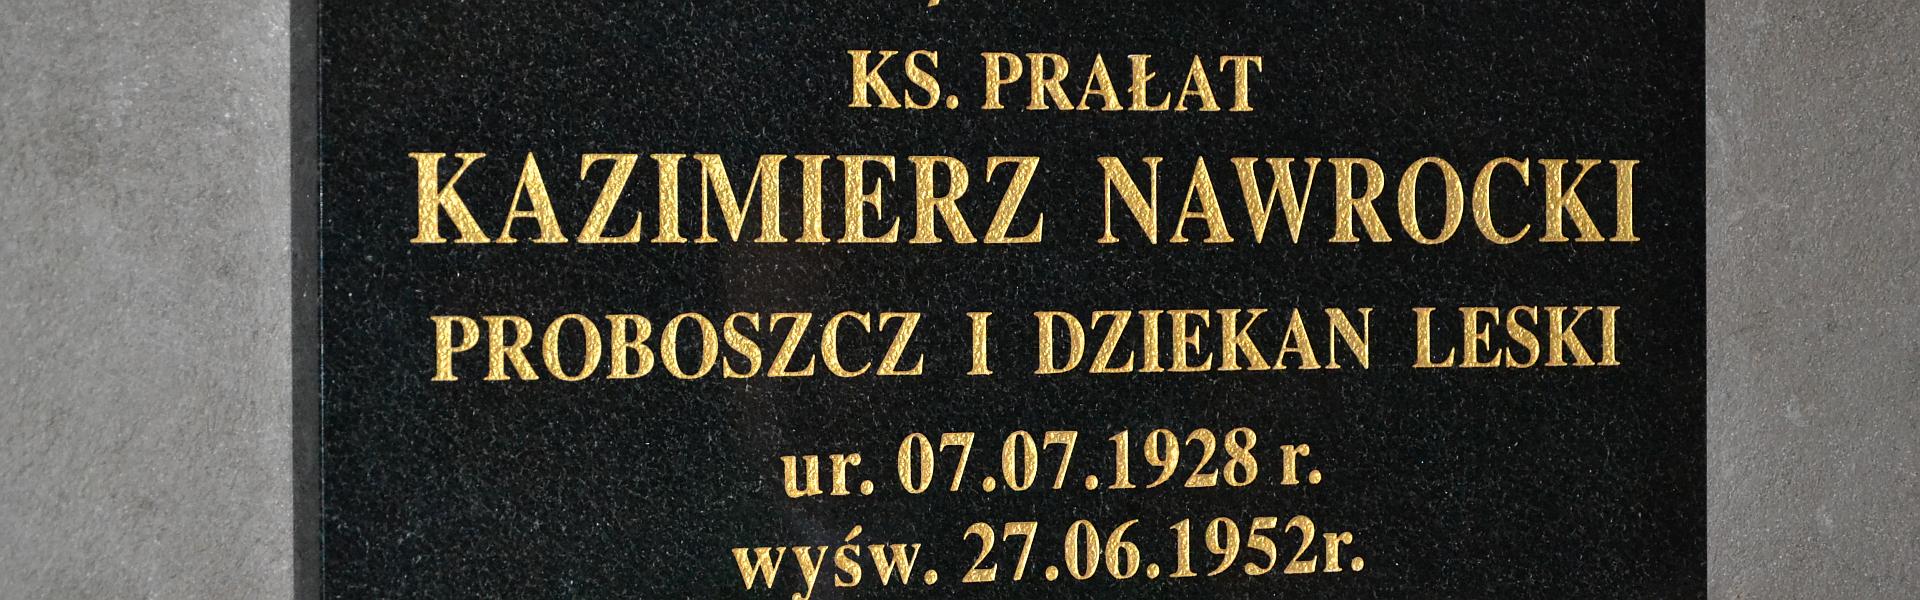 KS. PRAŁAT
KAZIMIERZ NAWROCKI
PROBOSZCZ I DZIEKAN LESKI
ur. 07.07.1928 r.
wyśw. 27.06.1952r.